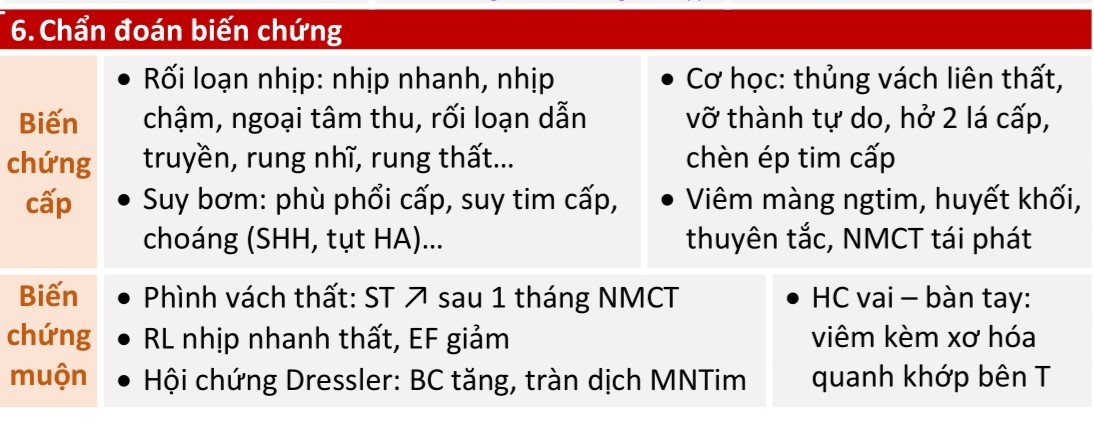 6. Chẩn đoán biến chứng
Biến
chứng
cấp
• Rối loạn nhịp: nhịp nhanh, nhịp
chậm, ngoại tâm thu, rối loạn dẫn
truyền, rung nhĩ, rung thất...
• Suy bơm: phù phổi cấp, suy tim cấp,
choáng (SHH, tụt HA)...
• Cơ học: thủng vách liên thất,
vỡ thành tự do, hở 2 lá cấp,
chèn ép tim cấp
• Viêm màng ngtim, huyết khối,
thuyên tắc, NMCT tái phát
Biến
chứng
muộn
• Phình vách thất: ST ↗ sau 1 tháng NMCT
• RL nhịp nhanh thất, EF giảm
• Hội chứng Dressler: BC tăng, tràn dịch MNTim
• HC vai – bàn tay:
viêm kèm xơ hóa
quanh khớp bên T